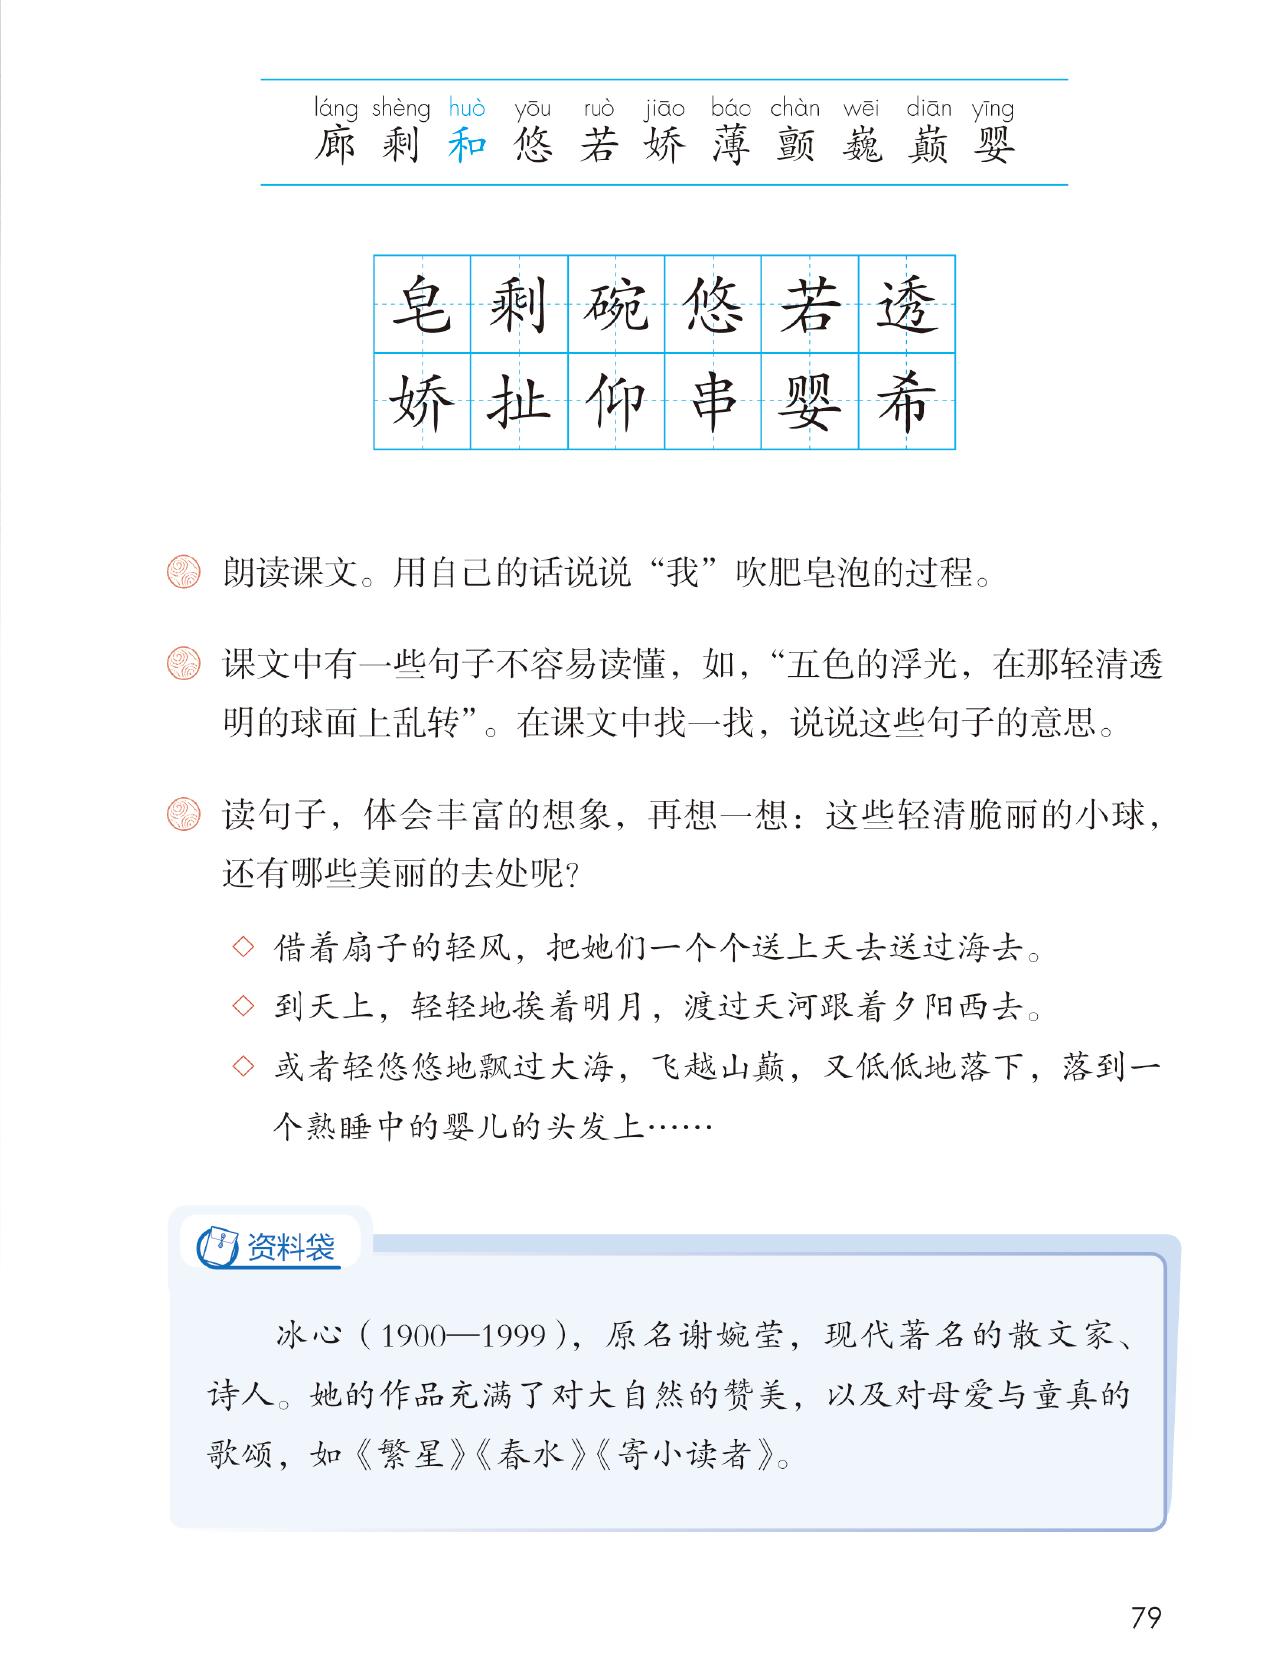 láng shèng huò yōu ruò jiāo báo chàn wēi diān yīng
廊 剩 和 悠 若 娇 薄 颤 巍 巅 婴
皂 剩 碗 悠 若 透
娇 扯 仰 串 婴 希
朗读课文。用自己的话说说“我”吹肥皂泡的过程。
课文中有一些句子不容易读懂，如，“五色的浮光，在那轻清透
明的球面上乱转”。在课文中找一找，说说这些句子的意思。
读句子，体会丰富的想象，再想一想：这些轻清脆丽的小球，
还有哪些美丽的去处呢？
◇ 借着扇子的轻风，把她们一个个送上天去送过海去。
◇ 到天上，轻轻地挨着明月，渡过天河跟着夕阳西去。
◇ 或者轻悠悠地飘过大海，飞越山巅，又低低地落下，落到一
个熟睡中的婴儿的头发上……
资料袋
冰心（1900—1999），原名谢婉莹，现代著名的散文家、
诗人。她的作品充满了对大自然的赞美，以及对母爱与童真的
歌颂，如《繁星》《春水》《寄小读者》。
79